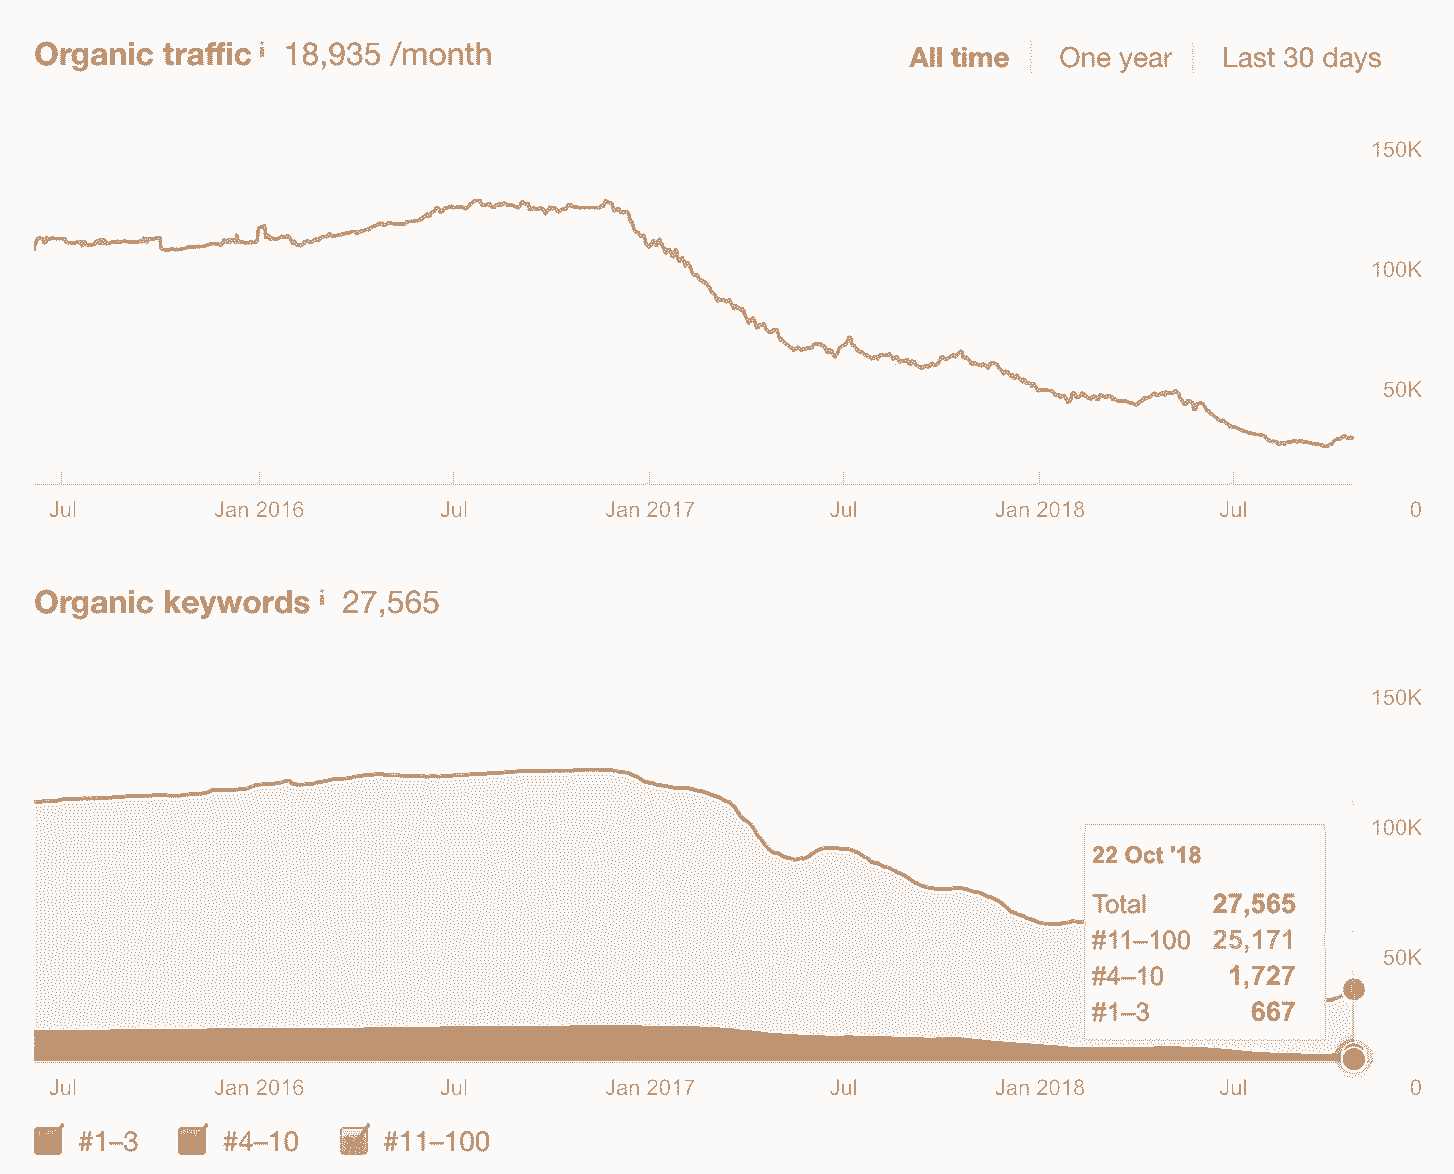 Organic traffic i 18,935 /month
All time One year Last 30 days
150K
100K
50K
Jul Jan 2016 Jul Jan 2017 Jul Jan 2018 Jul 0
Organic keywords i 27,565
150K
100K
22 Oct '18
Total 27,565
#11–100 25,171
50K
#4–10 1,727
#1–3 667
Jul Jan 2016 Jul Jan 2017 Jul Jan 2018 Jul 0
#1–3 #4–10 #11–100